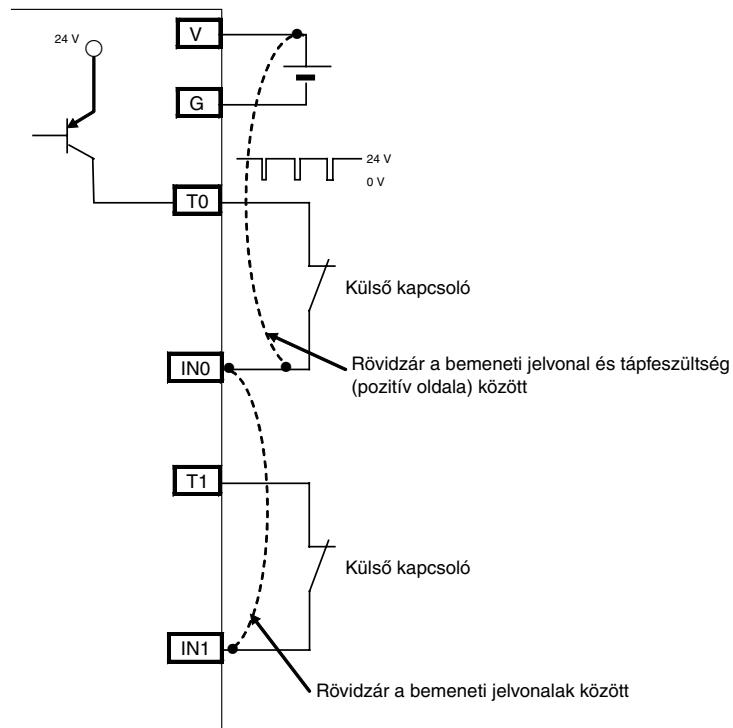 V
24 V
G
24 V
0 V
T0
Külső kapcsoló
IN0
Rövidzár a bemeneti jelvonal és tápfeszültség
(pozitív oldala) között
T1
Külső kapcsoló
IN1
Rövidzár a bemeneti jelvonalak között